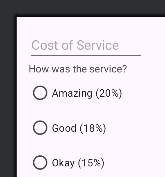 Cost of Service
How was the service?
Amazing (20%)
Good (18%)
Okay (15%)